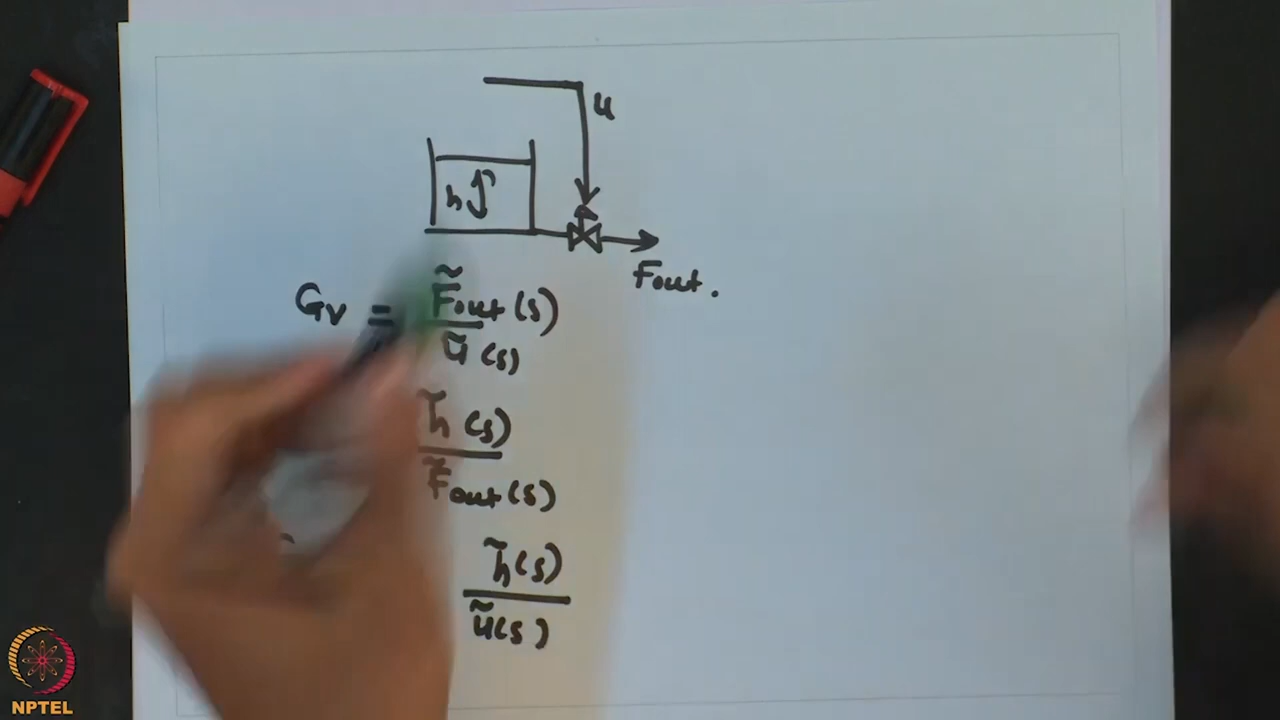 u
h
Fout.
Gv = F̃out(s)
ũ(s)
h̃(s)
F̃out(s)
h̃(s)
ũ(s)
NPTEL